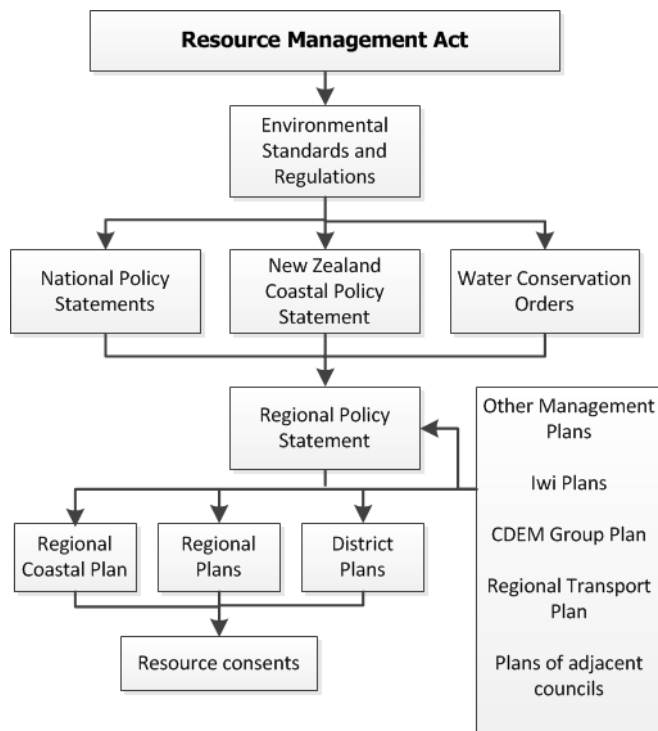 Resource Management Act
Environmental
Standards and
Regulations
National Policy
Statements
New Zealand
Coastal Policy
Statement
Water Conservation
Orders
Regional Policy
Statement
Other Management
Plans
Iwi Plans
CDEM Group Plan
Regional Transport
Plan
Plans of adjacent
councils
Regional
Coastal Plan
Regional
Plans
District
Plans
Resource consents